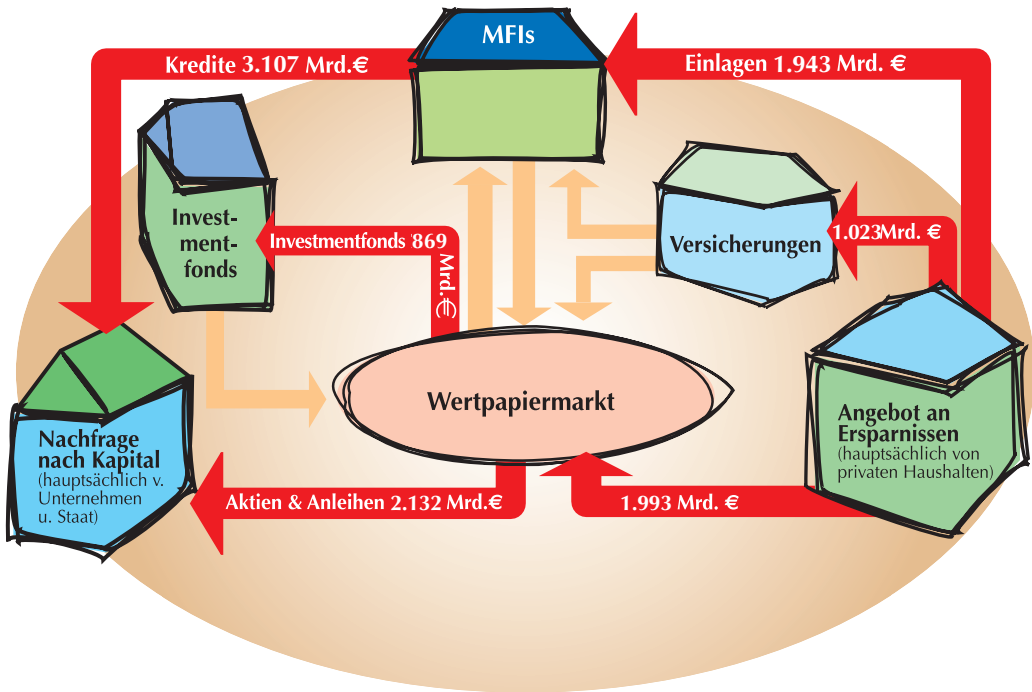 MFIs
Kredite 3.107 Mrd.€
Einlagen 1.943 Mrd. €
Invest-
ment-
fonds
Investmentfonds 869
Mrd.€
Versicherungen
1.023Mrd. €
Wertpapiermarkt
Nachfrage
nach Kapital
(hauptsächlich v.
Unternehmen
u. Staat)
Angebot an
Ersparnissen
(hauptsächlich von
privaten Haushalten)
Aktien & Anleihen 2.132 Mrd.€
1.993 Mrd. €